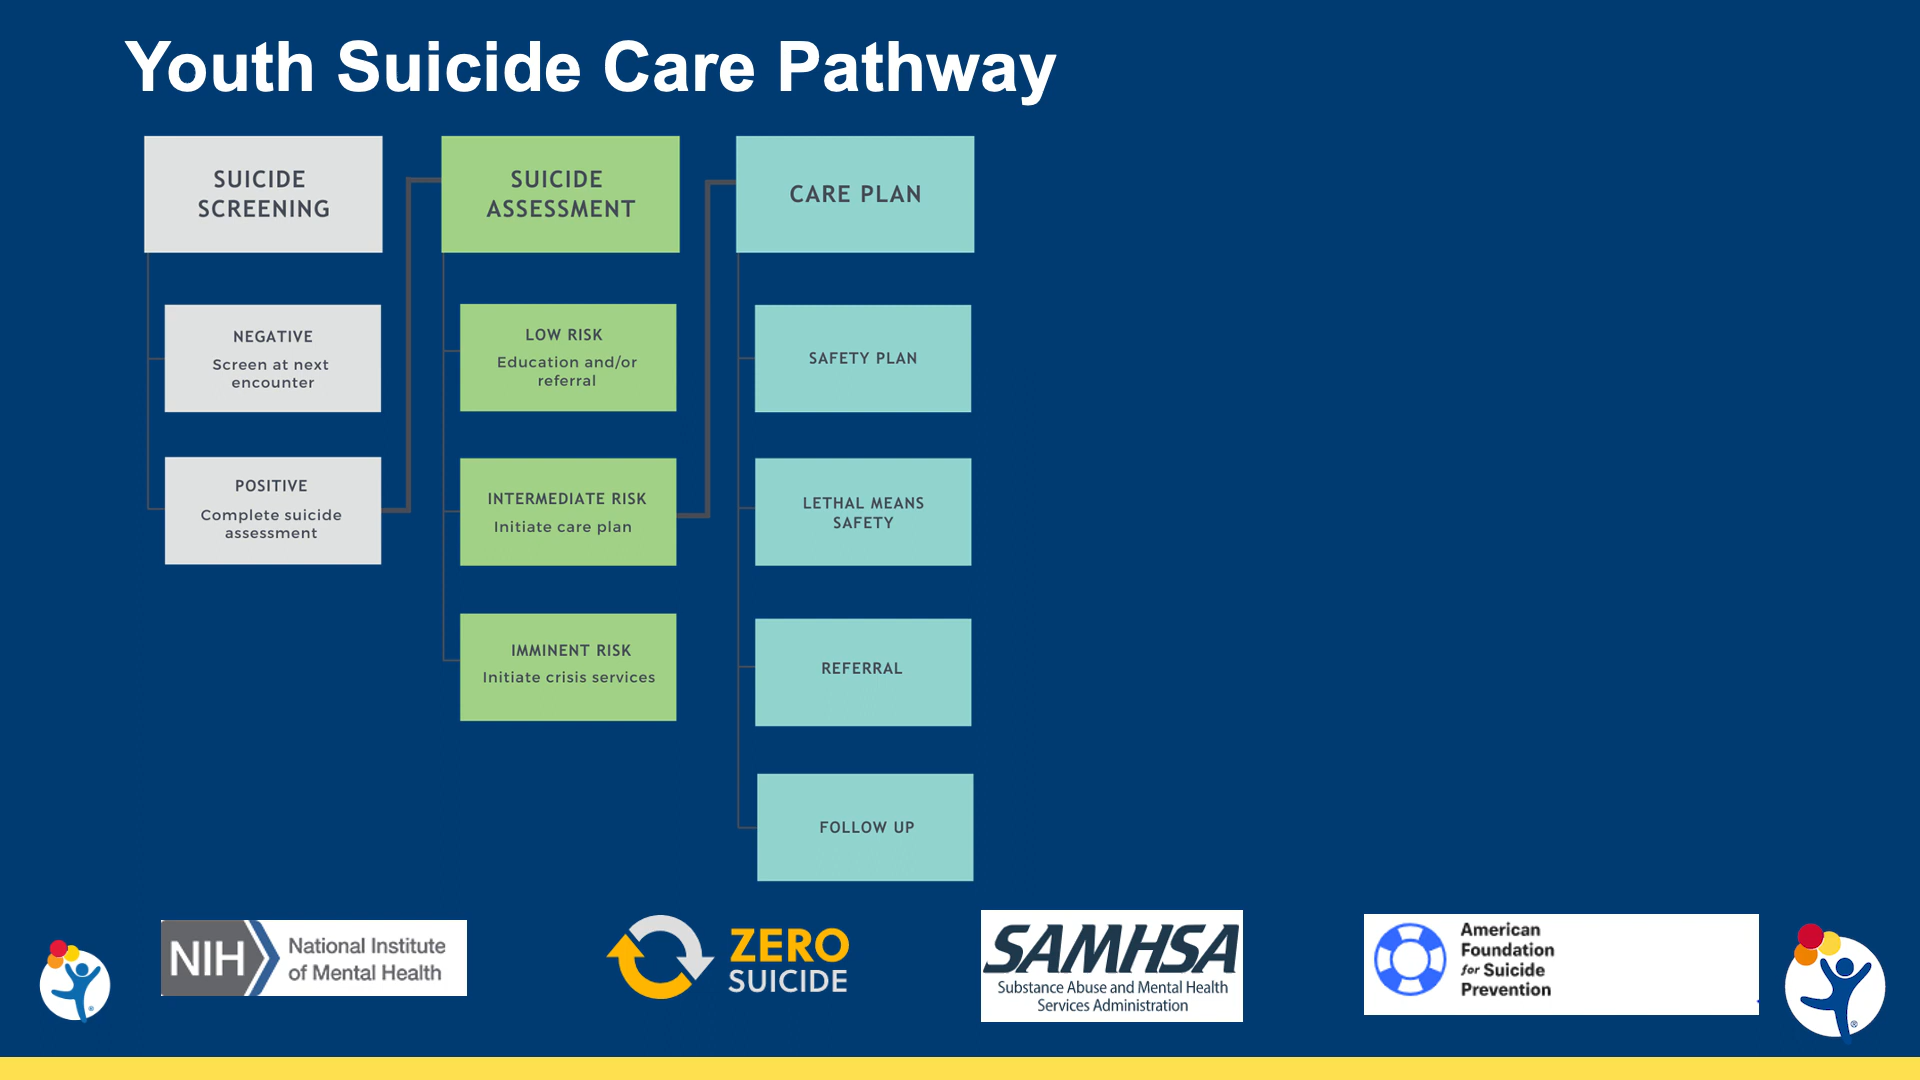 Youth Suicide Care Pathway
SUICIDE
SCREENING
NEGATIVE
Screen at next
encounter
POSITIVE
Complete suicide
assessment
SUICIDE
ASSESSMENT
LOW RISK
Education and/or
referral
INTERMEDIATE RISK
Initiate care plan
IMMINENT RISK
Initiate crisis services
CARE PLAN
SAFETY PLAN
LETHAL MEANS
SAFETY
REFERRAL
FOLLOW UP
NIH National Institute
of Mental Health
ZERO
SUICIDE
SAMHSA
Substance Abuse and Mental Health
Services Administration
American
Foundation
for Suicide
Prevention